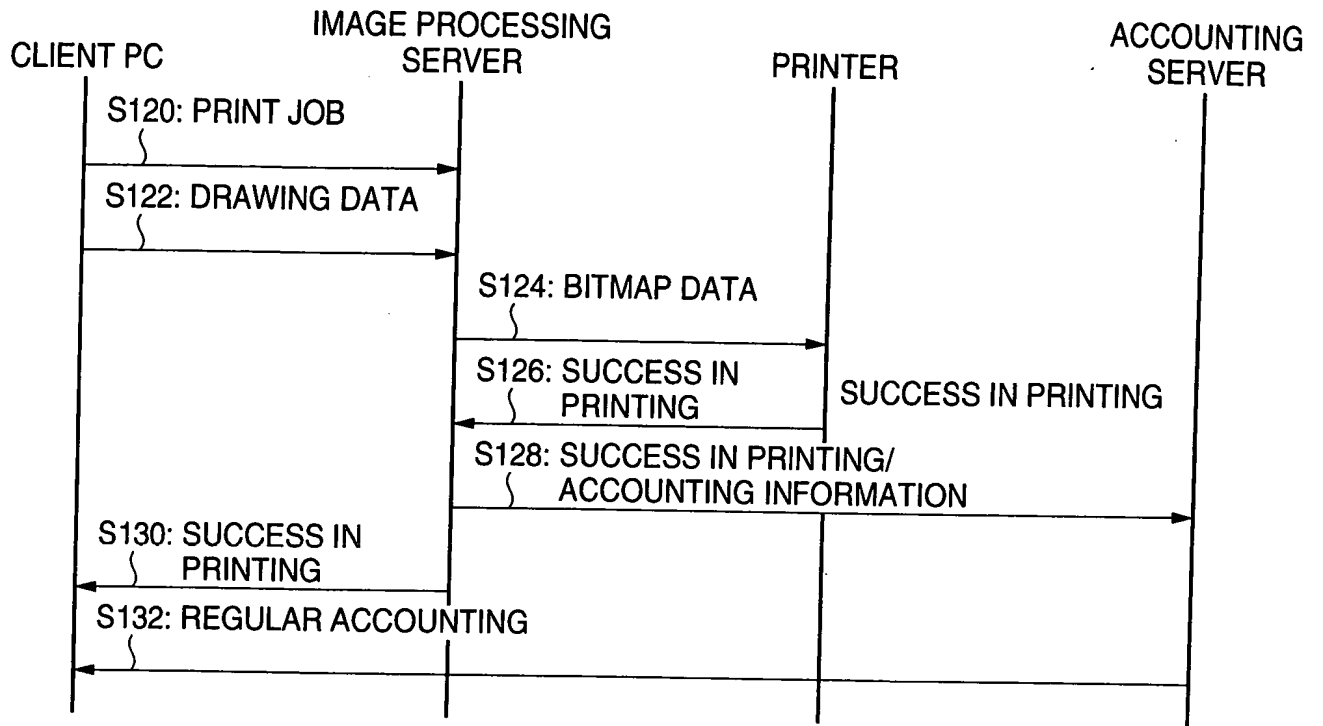 CLIENT PC
IMAGE PROCESSING
SERVER
PRINTER
ACCOUNTING
SERVER
S120: PRINT JOB
S122: DRAWING DATA
S124: BITMAP DATA
S126: SUCCESS IN
PRINTING
SUCCESS IN PRINTING
S128: SUCCESS IN PRINTING/
ACCOUNTING INFORMATION
S130: SUCCESS IN
PRINTING
S132: REGULAR ACCOUNTING